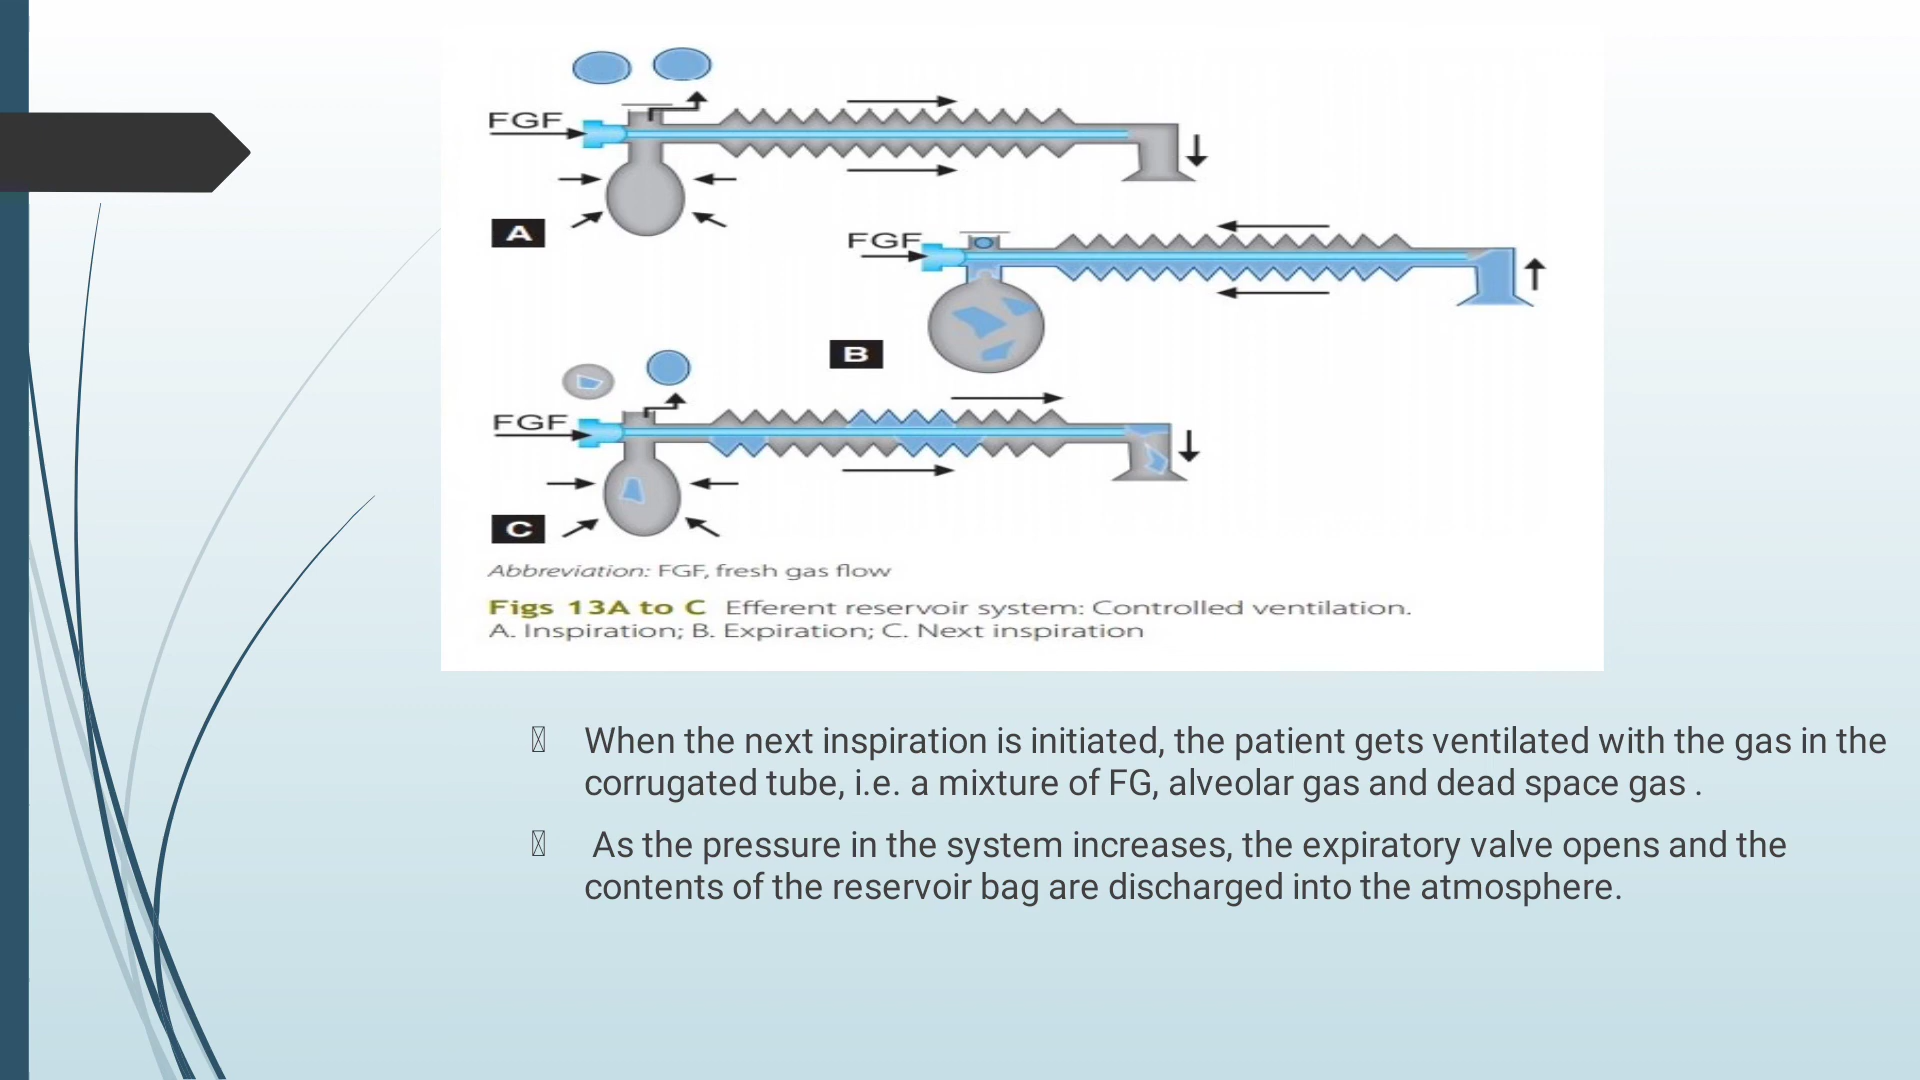 FGF
A
FGF
B
FGF
C
Abbreviation: FGF, fresh gas flow
Figs 13A to C Efferent reservoir system: Controlled ventilation.
A. Inspiration; B. Expiration; C. Next inspiration
When the next inspiration is initiated, the patient gets ventilated with the gas in the
corrugated tube, i.e. a mixture of FG, alveolar gas and dead space gas .
As the pressure in the system increases, the expiratory valve opens and the
contents of the reservoir bag are discharged into the atmosphere.